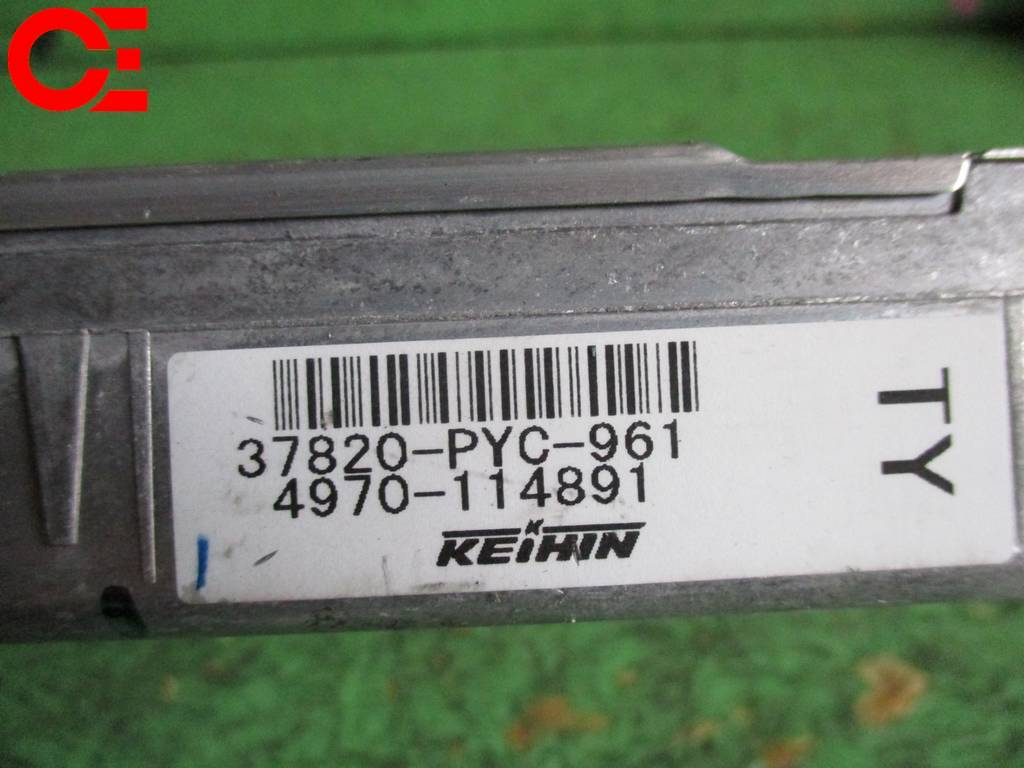 CE
37820-PYC-961
4970-114891
KEIHIN
TY